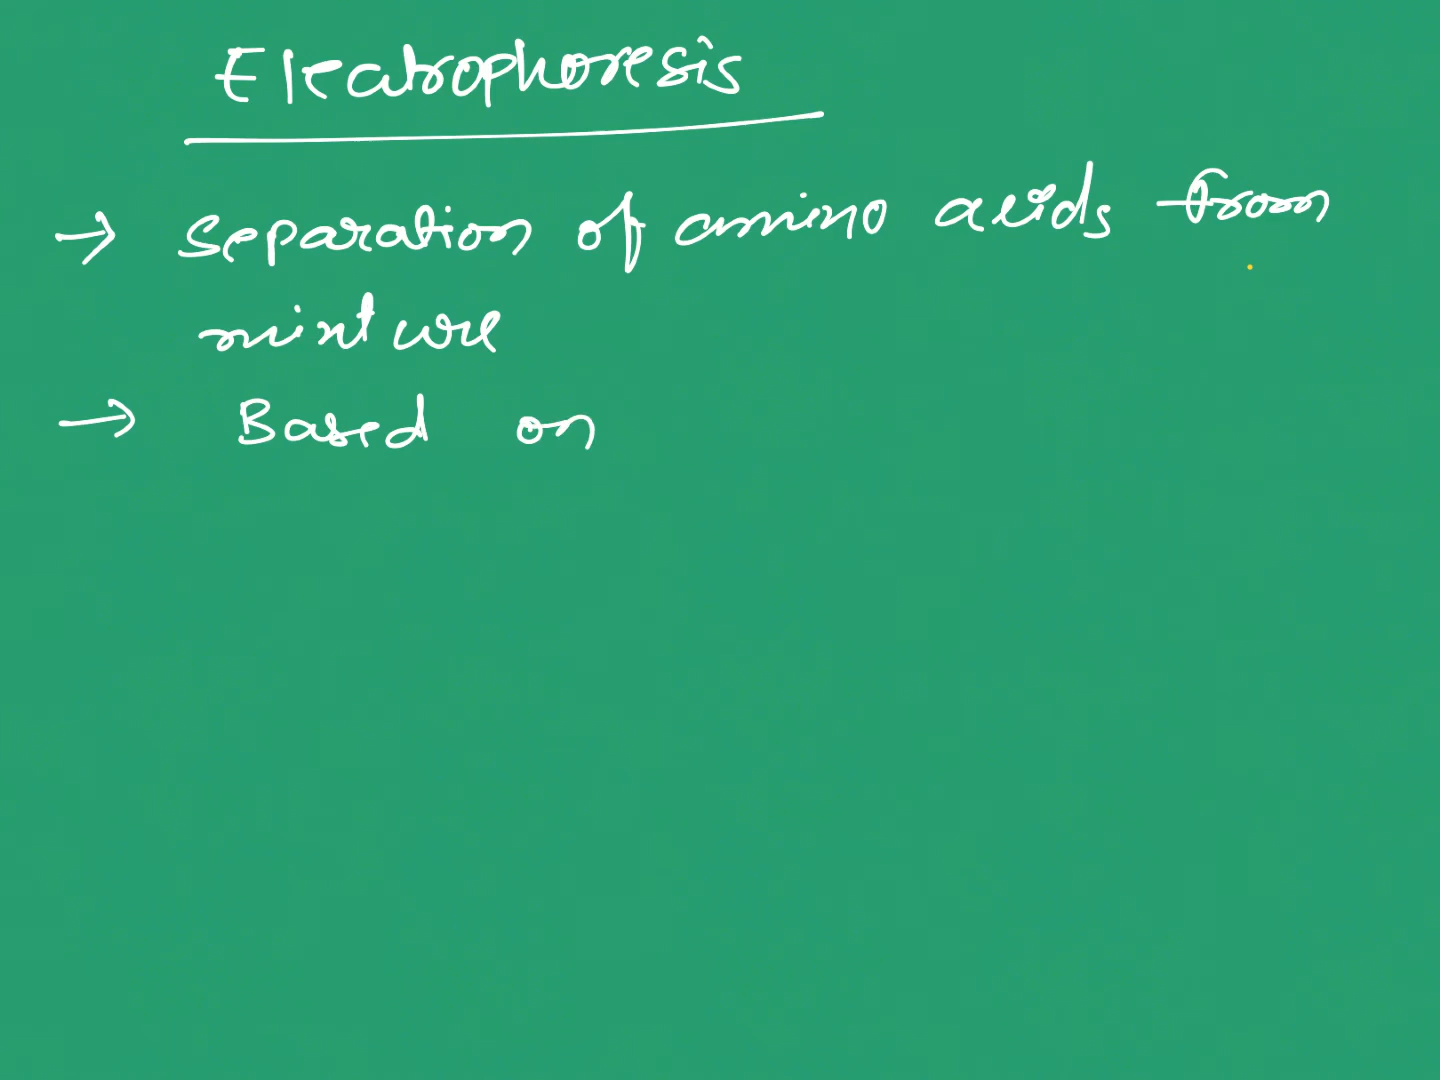 Electrophoresis
→ separation of amino acids from
mixture
→ Based on